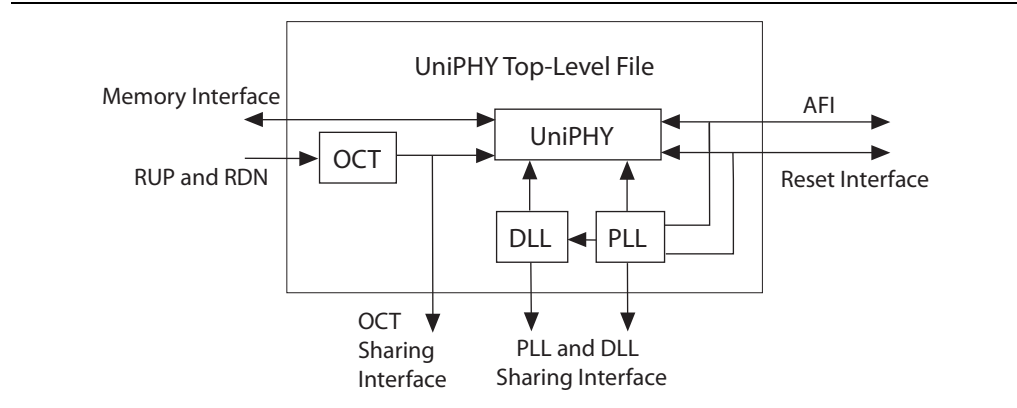 UniPHY Top-Level File
Memory Interface
AFI
UniPHY
OCT
RUP and RDN
Reset Interface
DLL
PLL
OCT
Sharing
Interface
PLL and DLL
Sharing Interface